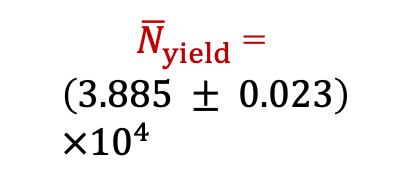 N̅yield =
(3.885 ± 0.023)
×10⁴